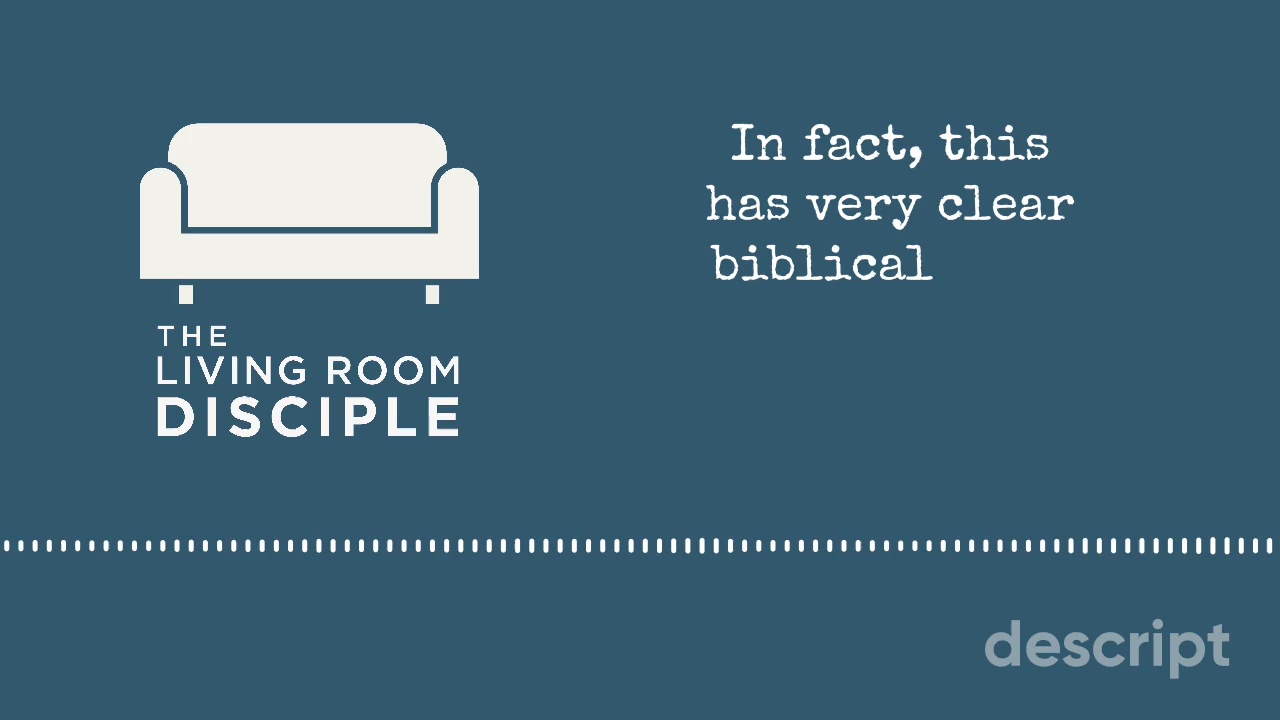 THE
LIVING ROOM
DISCIPLE
In fact, this
has very clear
biblical
descript